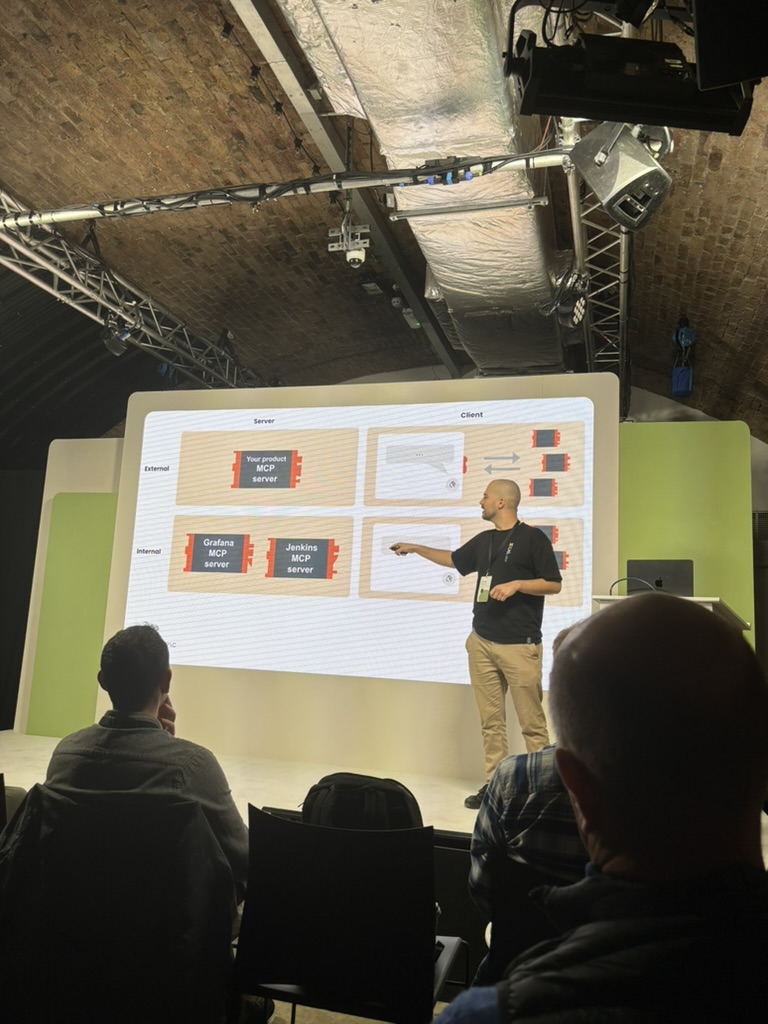 Server
Client
External
Your product
MCP
server
Internal
Grafana
MCP
server
Jenkins
MCP
server